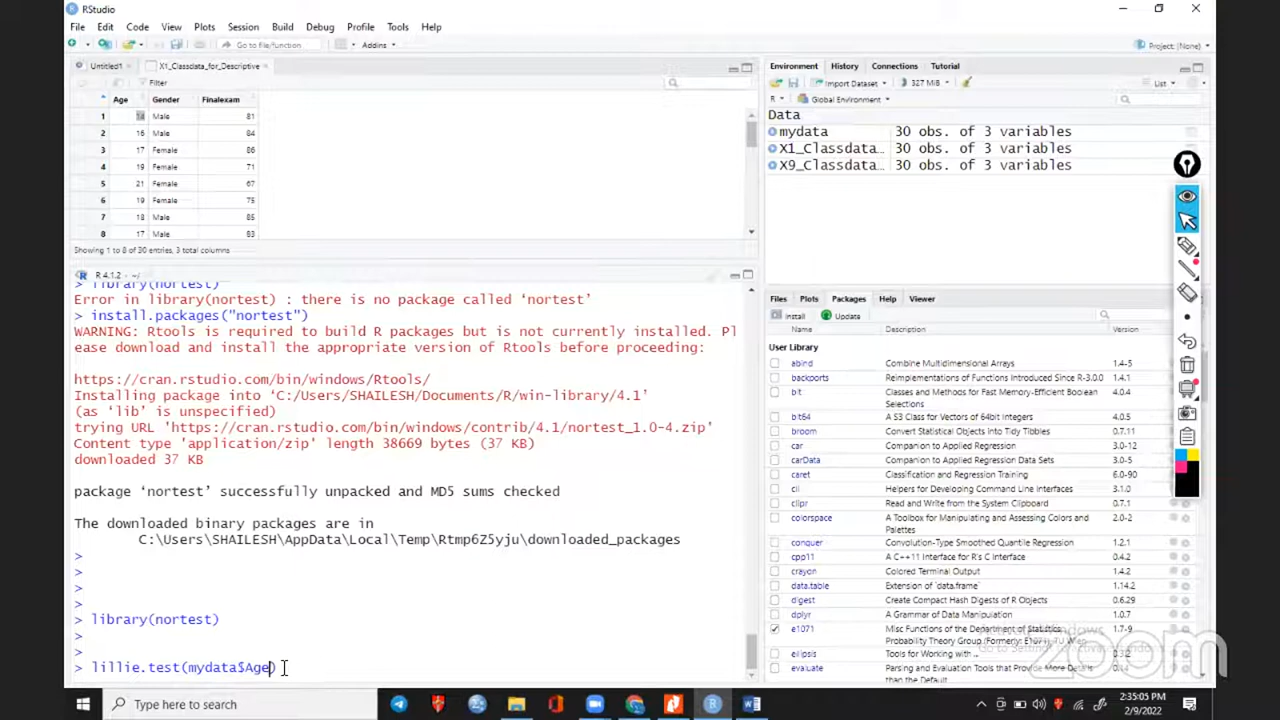 RStudio
File Edit Code View Plots Session Build Debug Profile Tools Help
Go to file/function Addins Project: (None)
Untitled1 X1_Classdata_for_Descriptive
Filter
Age Gender Finalexam
1 Male 81
2 16 Male 84
3 17 Female 86
4 19 Female 71
5 21 Female 67
6 19 Female 75
7 18 Male 85
8 17 Male 83
Showing 1 to 8 of 30 entries, 3 total columns
R 4.1.2 · ~/
> library(nortest)
Error in library(nortest) : there is no package called ‘nortest’
> install.packages("nortest")
WARNING: Rtools is required to build R packages but is not currently installed. Pl
ease download and install the appropriate version of Rtools before proceeding:
https://cran.rstudio.com/bin/windows/Rtools/
Installing package into ‘C:/Users/SHAILESH/Documents/R/win-library/4.1’
(as ‘lib’ is unspecified)
trying URL 'https://cran.rstudio.com/bin/windows/contrib/4.1/nortest_1.0-4.zip'
Content type 'application/zip' length 38669 bytes (37 KB)
downloaded 37 KB
package ‘nortest’ successfully unpacked and MD5 sums checked
The downloaded binary packages are in
C:\Users\SHAILESH\AppData\Local\Temp\Rtmp6Z5yju\downloaded_packages
>
>
>
>
> library(nortest)
>
>
> lillie.test(mydata$Age)
Environment History Connections Tutorial
Import Dataset 327 MiB List
R Global Environment
Data
mydata 30 obs. of 3 variables
X1_Classdata… 30 obs. of 3 variables
X9_Classdata… 30 obs. of 3 variables
Files Plots Packages Help Viewer
Install Update
Name Description Version
User Library
abind Combine Multidimensional Arrays 1.4-5
backports Reimplementations of Functions Introduced Since R-3.0.0 1.4.1
bit Classes and Methods for Fast Memory-Efficient Boolean Selections 4.0.4
bit64 A S3 Class for Vectors of 64bit Integers 4.0.5
broom Convert Statistical Objects into Tidy Tibbles 0.7.11
car Companion to Applied Regression 3.0-12
carData Companion to Applied Regression Data Sets 3.0-5
caret Classification and Regression Training 6.0-90
cli Helpers for Developing Command Line Interfaces 3.1.0
clipr Read and Write from the System Clipboard 0.7.1
colorspace A Toolbox for Manipulating and Assessing Colors and Palettes 2.0-2
conquer Convolution-Type Smoothed Quantile Regression 1.2.1
cpp11 A C++11 Interface for R's C Interface 0.4.2
crayon Colored Terminal Output 1.4.2
data.table Extension of `data.frame` 1.14.2
digest Create Compact Hash Digests of R Objects 0.6.29
dplyr A Grammar of Data Manipulation 1.0.7
e1071 Misc Functions of the Department of Statistics, Probability Theory Group (Formerly: E1071), TU Wien 1.7-9
ellipsis Tools for Working with ... 0.3.2
evaluate Parsing and Evaluation Tools that Provide More Details than the Default
Activate Windows
zoom
Type here to search
2:35:05 PM
2/9/2022